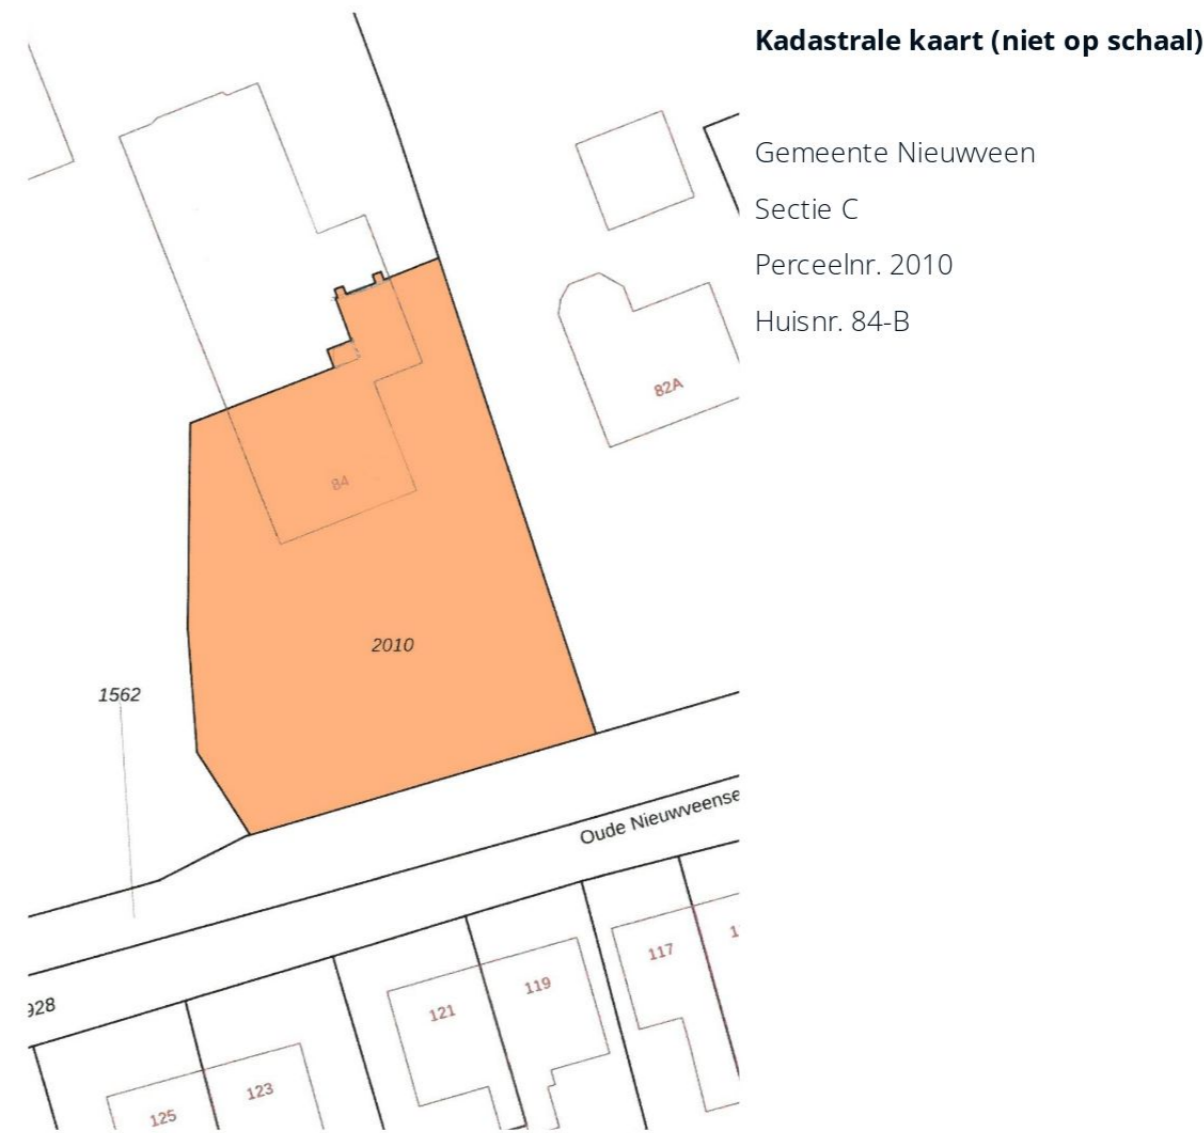 Kadastrale kaart (niet op schaal)
Gemeente Nieuwveen
Sectie C
Perceelnr. 2010
Huisnr. 84-B
82A
84
2010
1562
Oude Nieuwveense
928
117
119
121
123
125